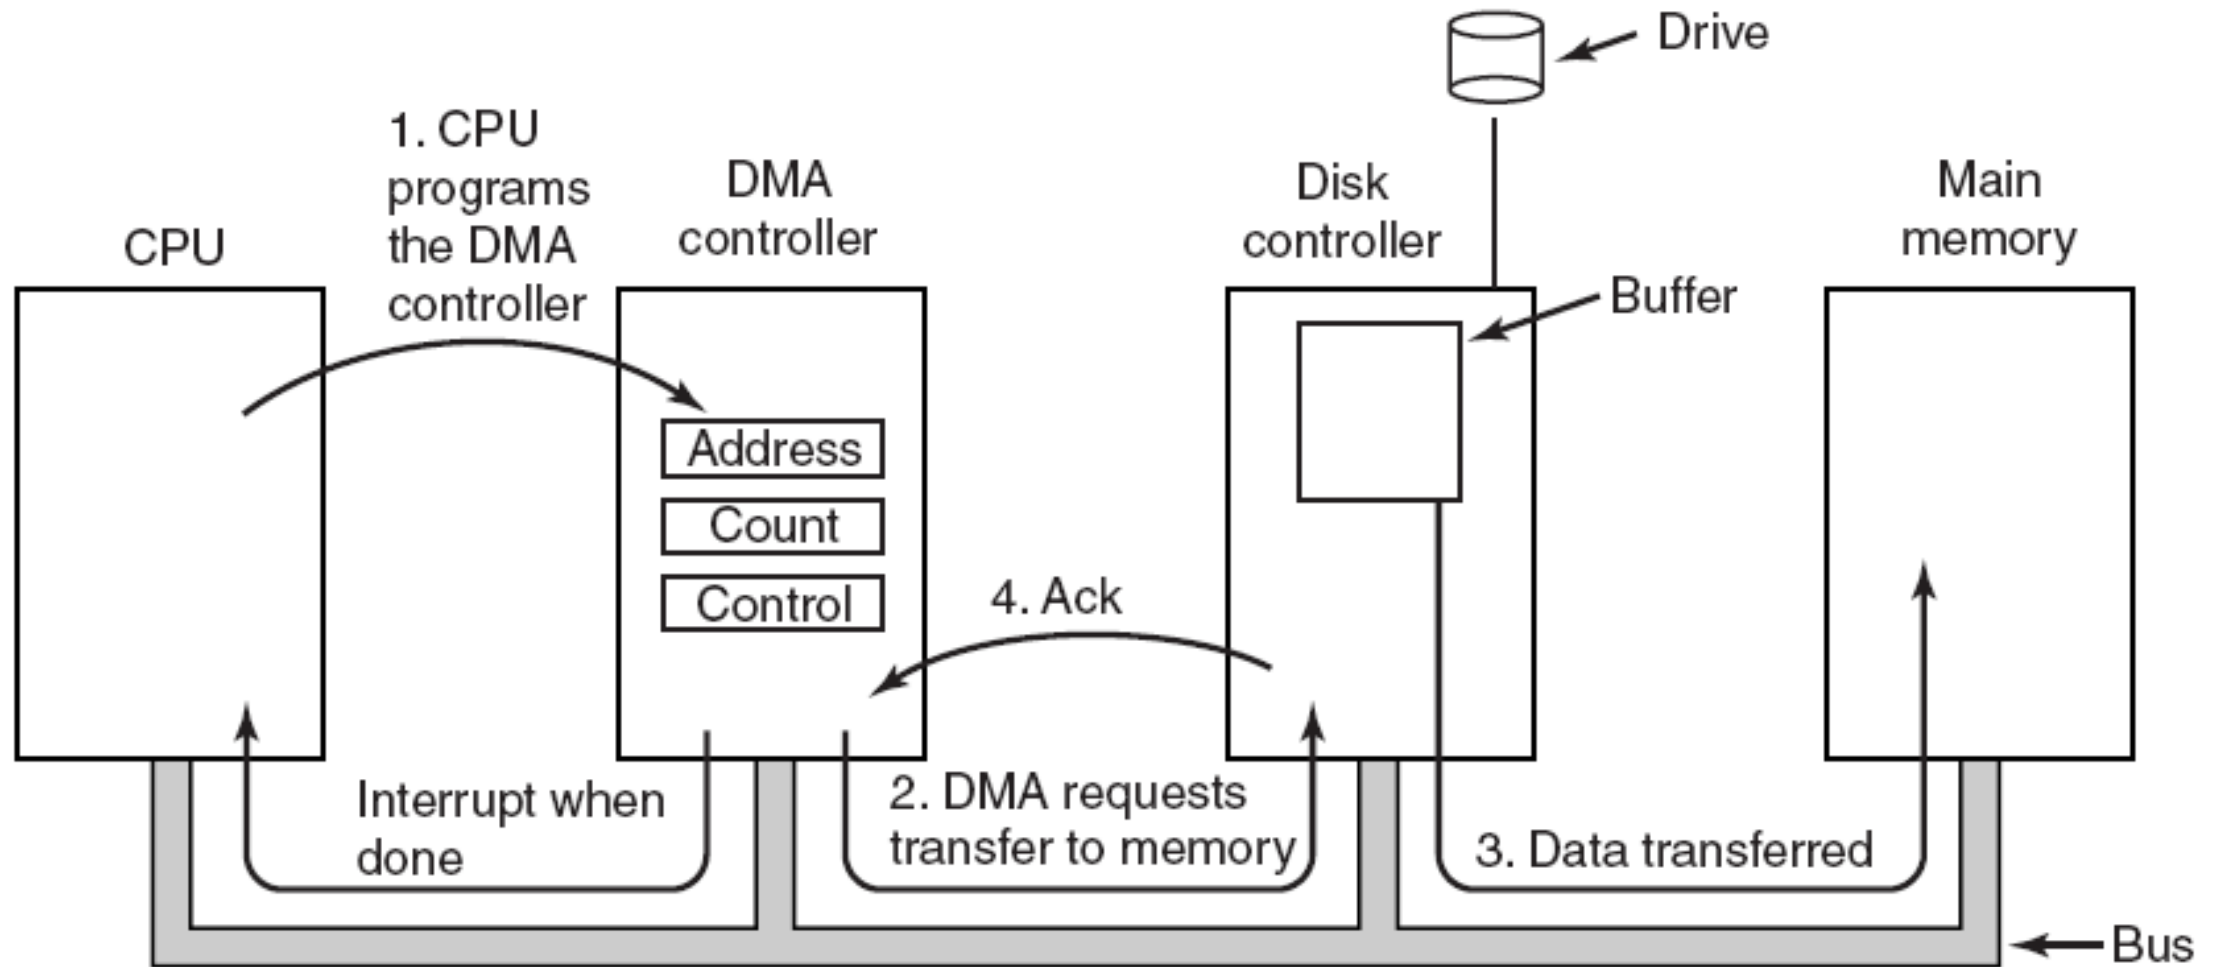 Drive
1. CPU
programs
the DMA
controller
CPU
DMA
controller
Disk
controller
Main
memory
Buffer
Address
Count
Control
4. Ack
Interrupt when
done
2. DMA requests
transfer to memory
3. Data transferred
Bus